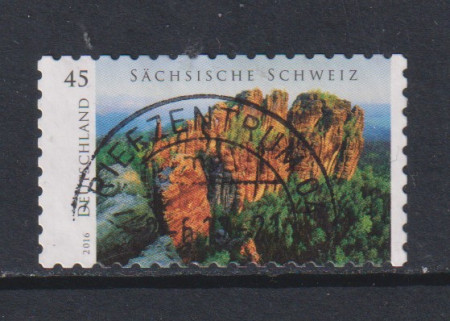 45
SÄCHSISCHE SCHWEIZ
DEUTSCHLAND
2016
BRIEFZENTRUM